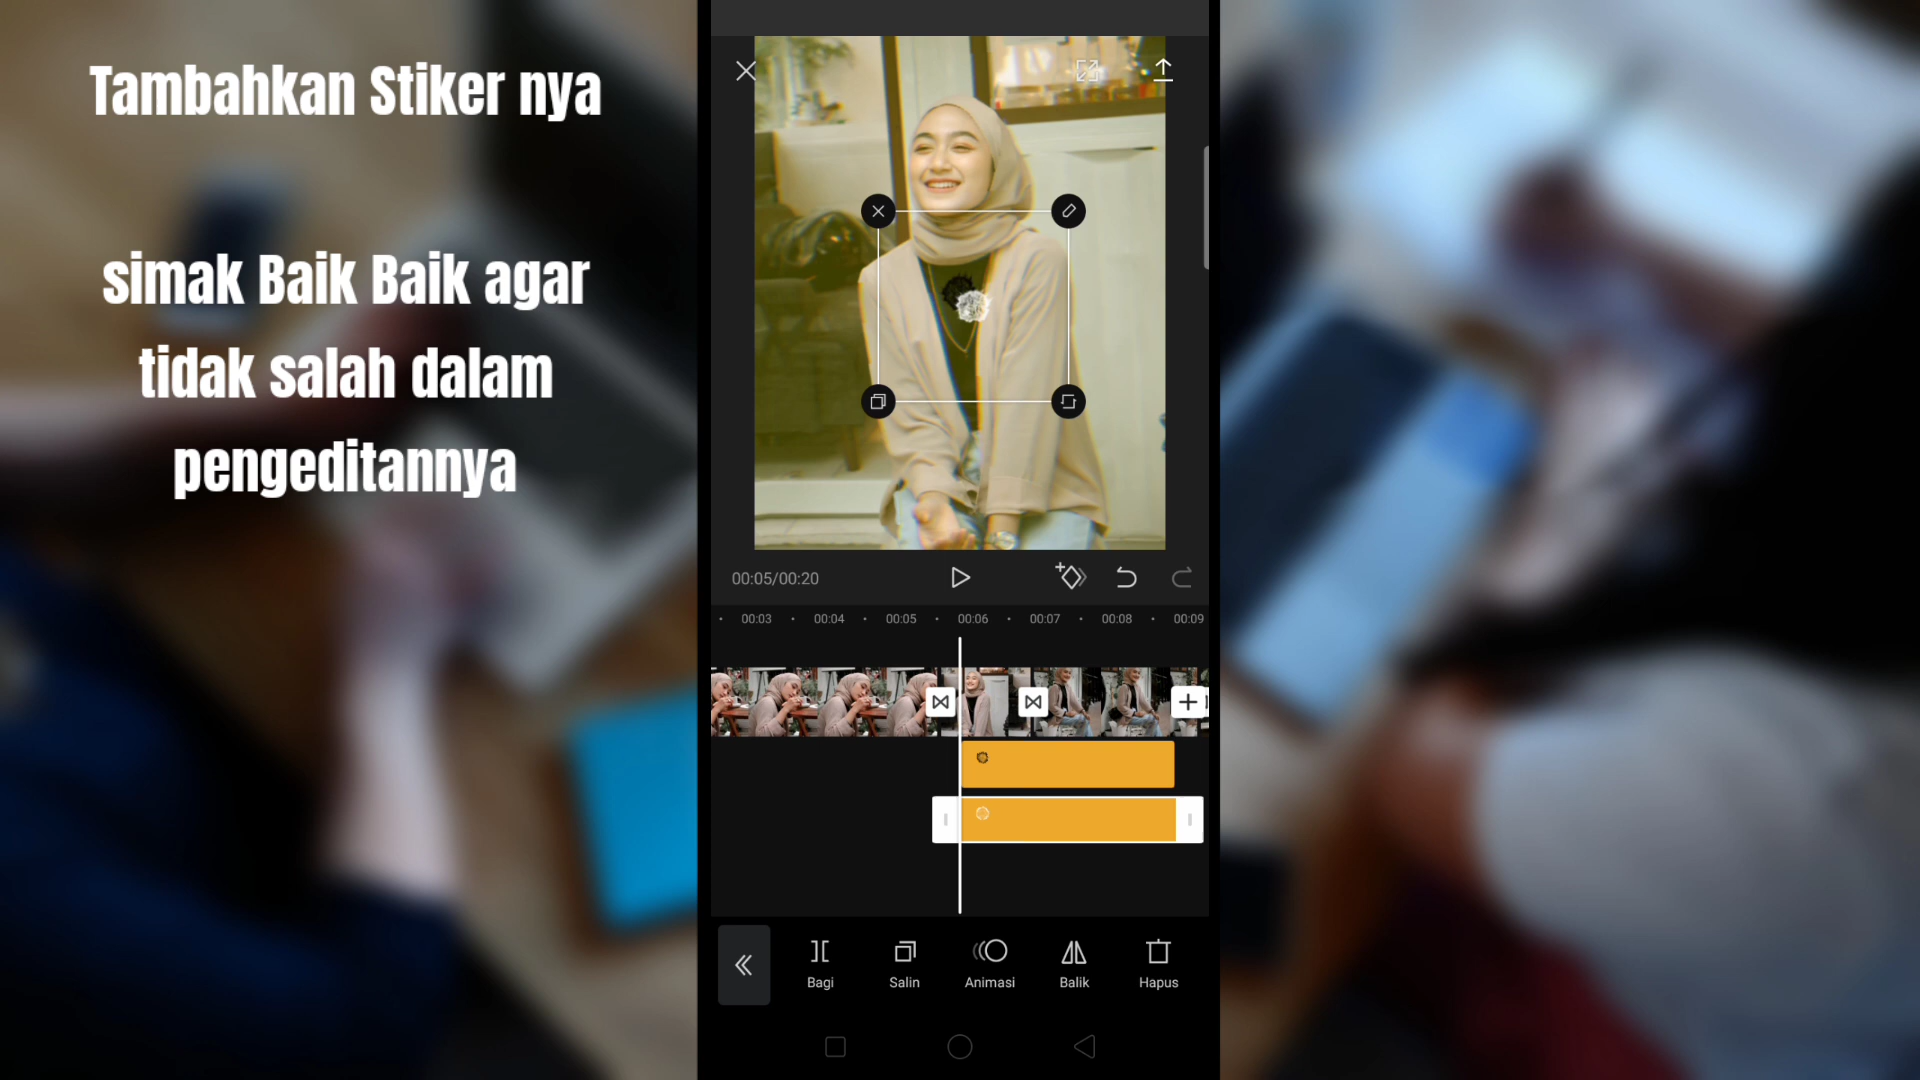 Tambahkan Stiker nya
simak Baik Baik agar
tidak salah dalam
pengeditannya
00:05/00:20
00:03 00:04 00:05 00:06 00:07 00:08 00:09
Bagi Salin Animasi Balik Hapus